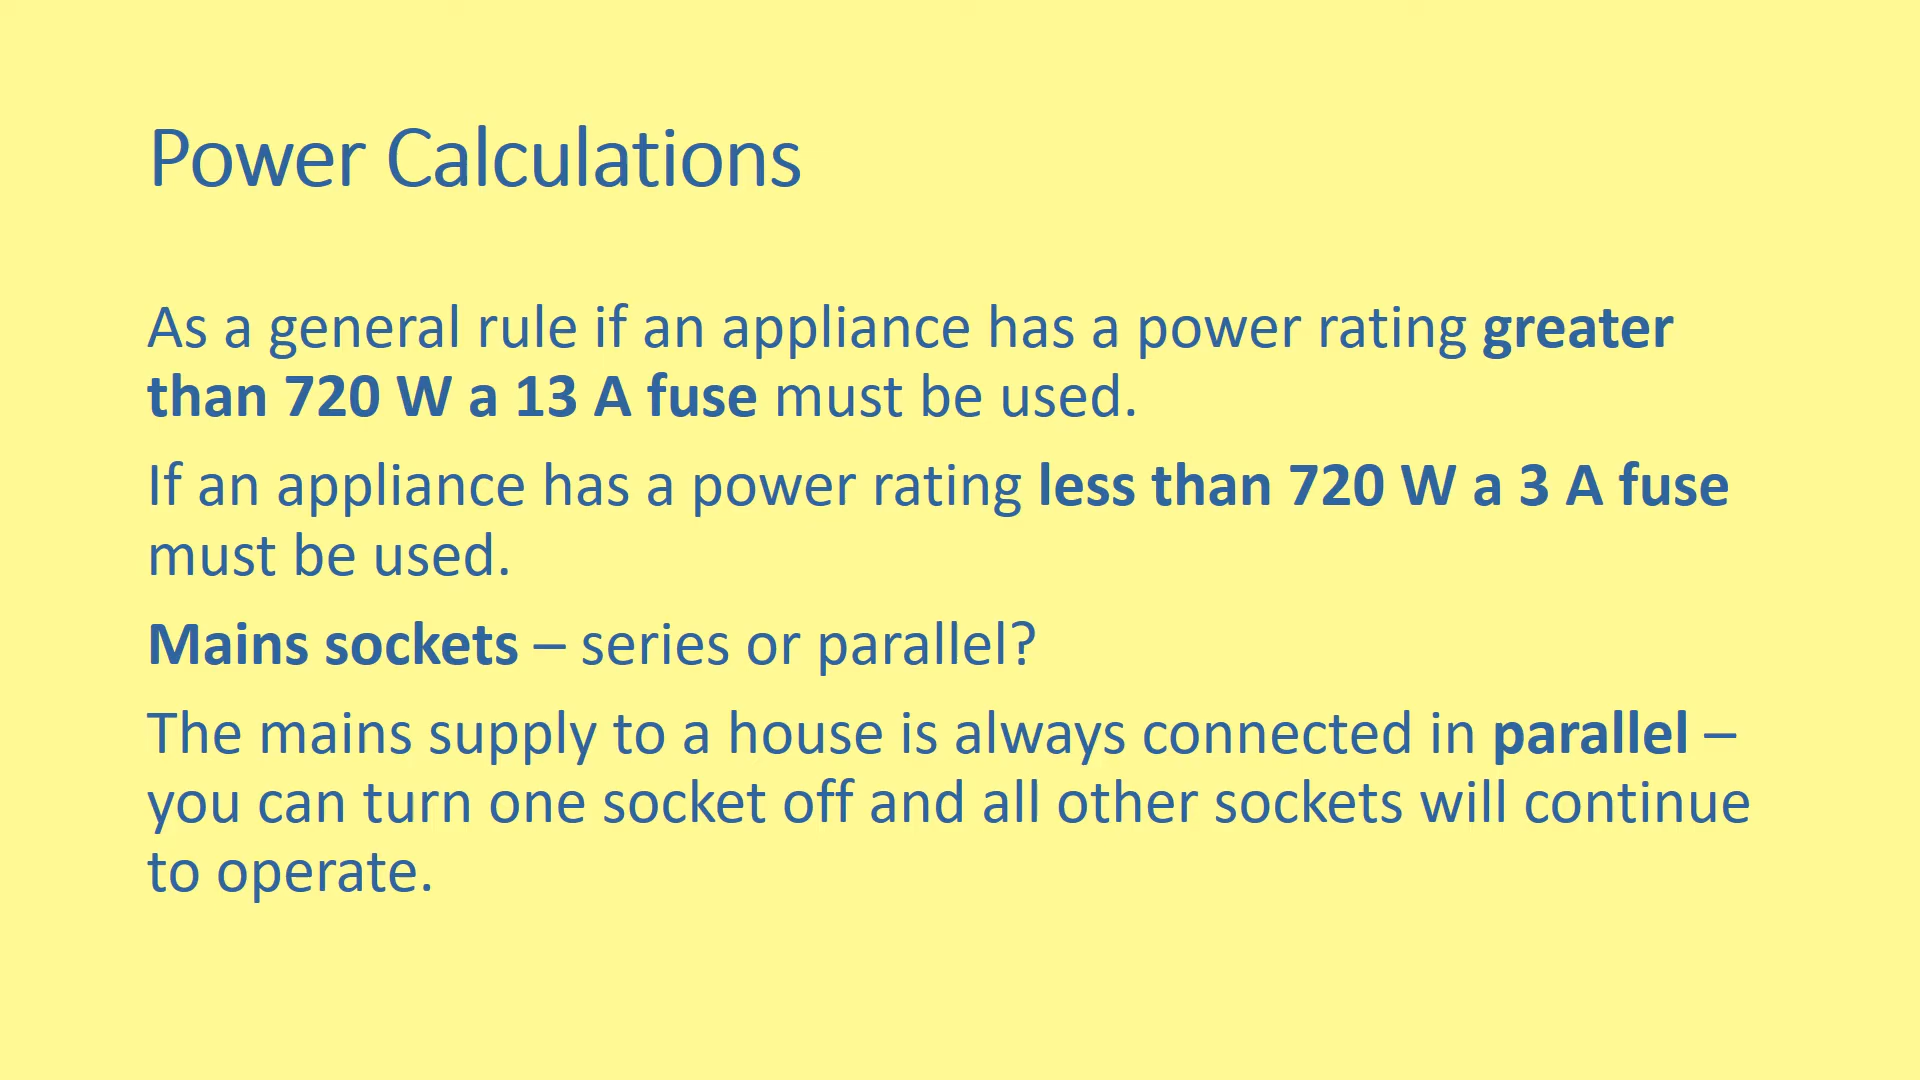 Power Calculations
As a general rule if an appliance has a power rating greater
than 720 W a 13 A fuse must be used.
If an appliance has a power rating less than 720 W a 3 A fuse
must be used.
Mains sockets – series or parallel?
The mains supply to a house is always connected in parallel –
you can turn one socket off and all other sockets will continue
to operate.